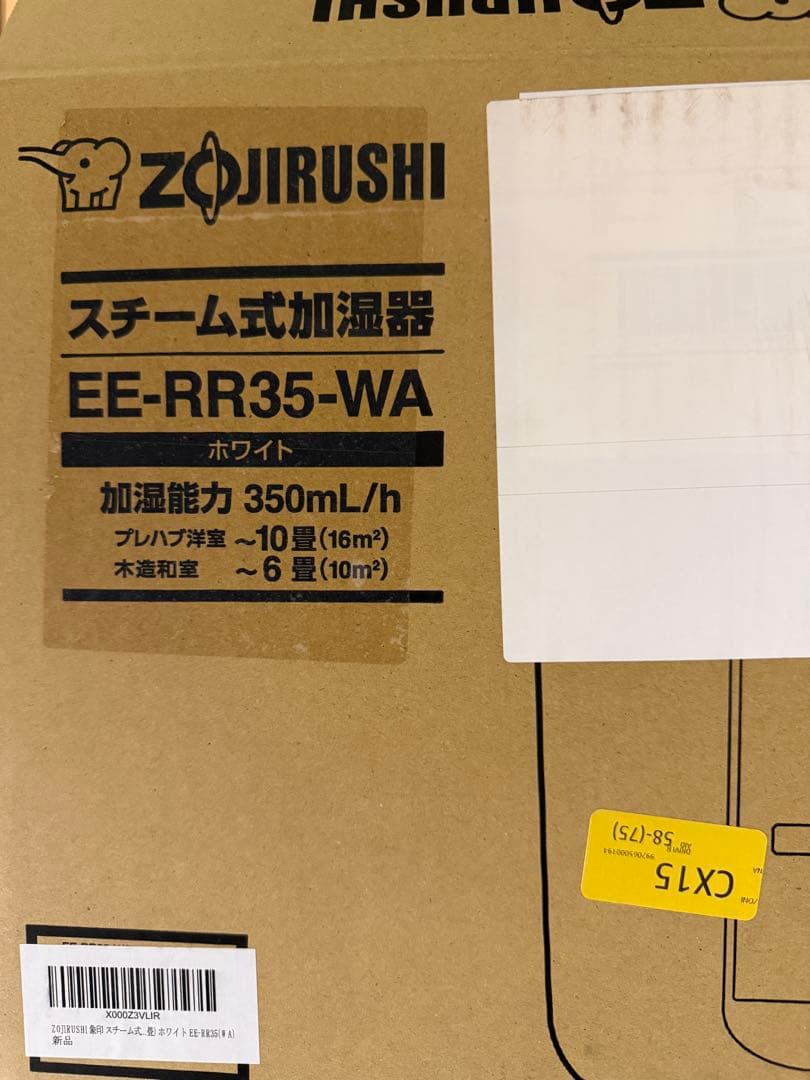 ZOJIRUSHI
ZOJIRUSHI
スチーム式加湿器
EE-RR35-WA
ホワイト
加湿能力 350mL/h
プレハブ洋室 ~10畳(16m²)
木造和室 ~6畳(10m²)
CX15
997065000194
58-(75)
X000Z3VLIR
ZOJIRUSHI 象印 スチーム式...畳) ホワイト EE-RR35(WA)
新品